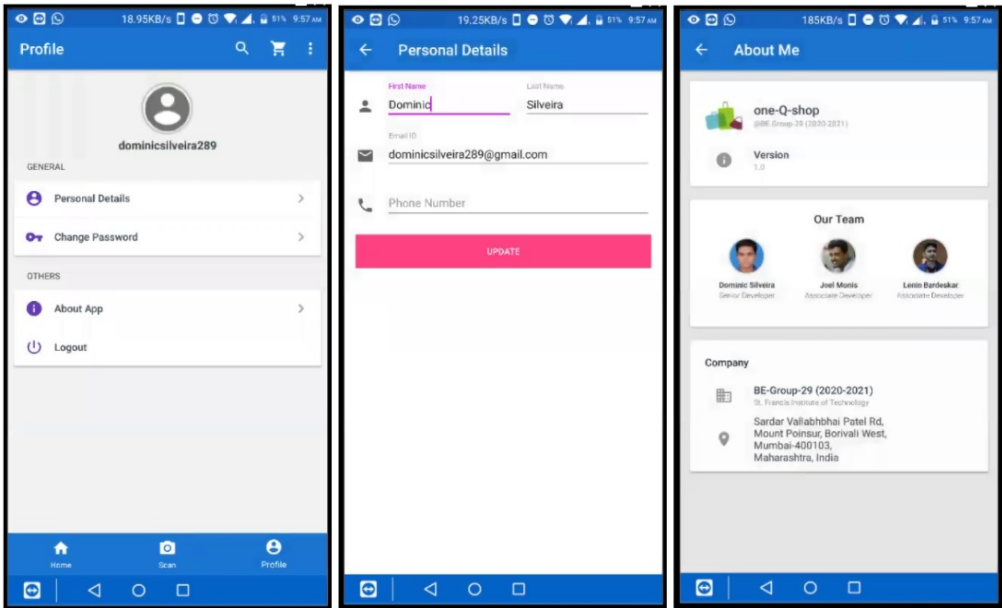 18.95KB/s 51% 9:57 AM
Profile
dominicsilveira289
GENERAL
Personal Details
Change Password
OTHERS
About App
Logout
Home
Scan
Profile
19.25KB/s 51% 9:57 AM
Personal Details
First Name Last Name
Dominic Silveira
Email ID
dominicsilveira289@gmail.com
Phone Number
UPDATE
185KB/s 51% 9:57 AM
About Me
one-Q-shop
@BE-Group-29 (2020-2021)
Version
1.0
Our Team
Dominic Silveira
Senior Developer
Joel Monis
Associate Developer
Lenin Bardeskar
Associate Developer
Company
BE-Group-29 (2020-2021)
St. Francis Institute of Technology
Sardar Vallabhbhai Patel Rd,
Mount Poinsur, Borivali West,
Mumbai-400103,
Maharashtra, India